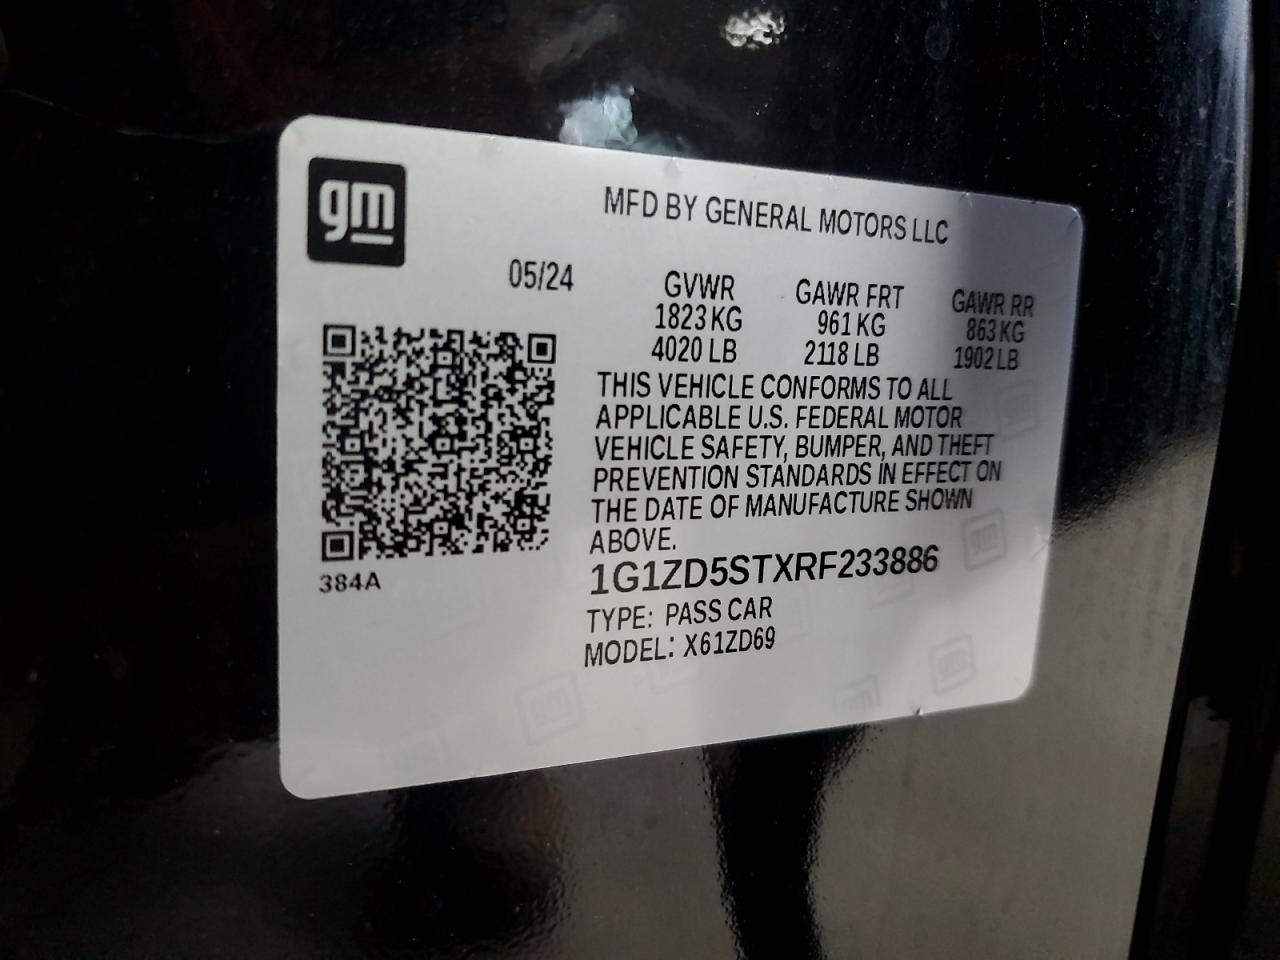 gm
MFD BY GENERAL MOTORS LLC
05/24
GVWR GAWR FRT GAWR RR
1823 KG 961 KG 863 KG
4020 LB 2118 LB 1902 LB
THIS VEHICLE CONFORMS TO ALL
APPLICABLE U.S. FEDERAL MOTOR
VEHICLE SAFETY, BUMPER, AND THEFT
PREVENTION STANDARDS IN EFFECT ON
THE DATE OF MANUFACTURE SHOWN
ABOVE.
384A
1G1ZD5STXRF233886
TYPE: PASS CAR
MODEL: X61ZD69